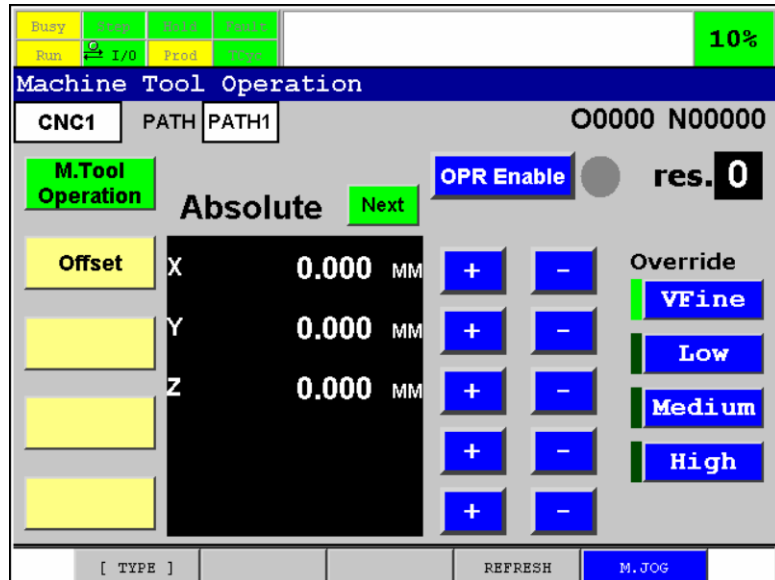 Busy Step Hold Fault
Run I/O Prod TCyc
10%
Machine Tool Operation
CNC1 PATH PATH1 O0000 N00000
M.Tool
Operation
OPR Enable res. 0
Absolute Next
Offset
X 0.000 MM + -
Y 0.000 MM + -
Z 0.000 MM + -
+ -
+ -
Override
VFine
Low
Medium
High
[ TYPE ] REFRESH M.JOG